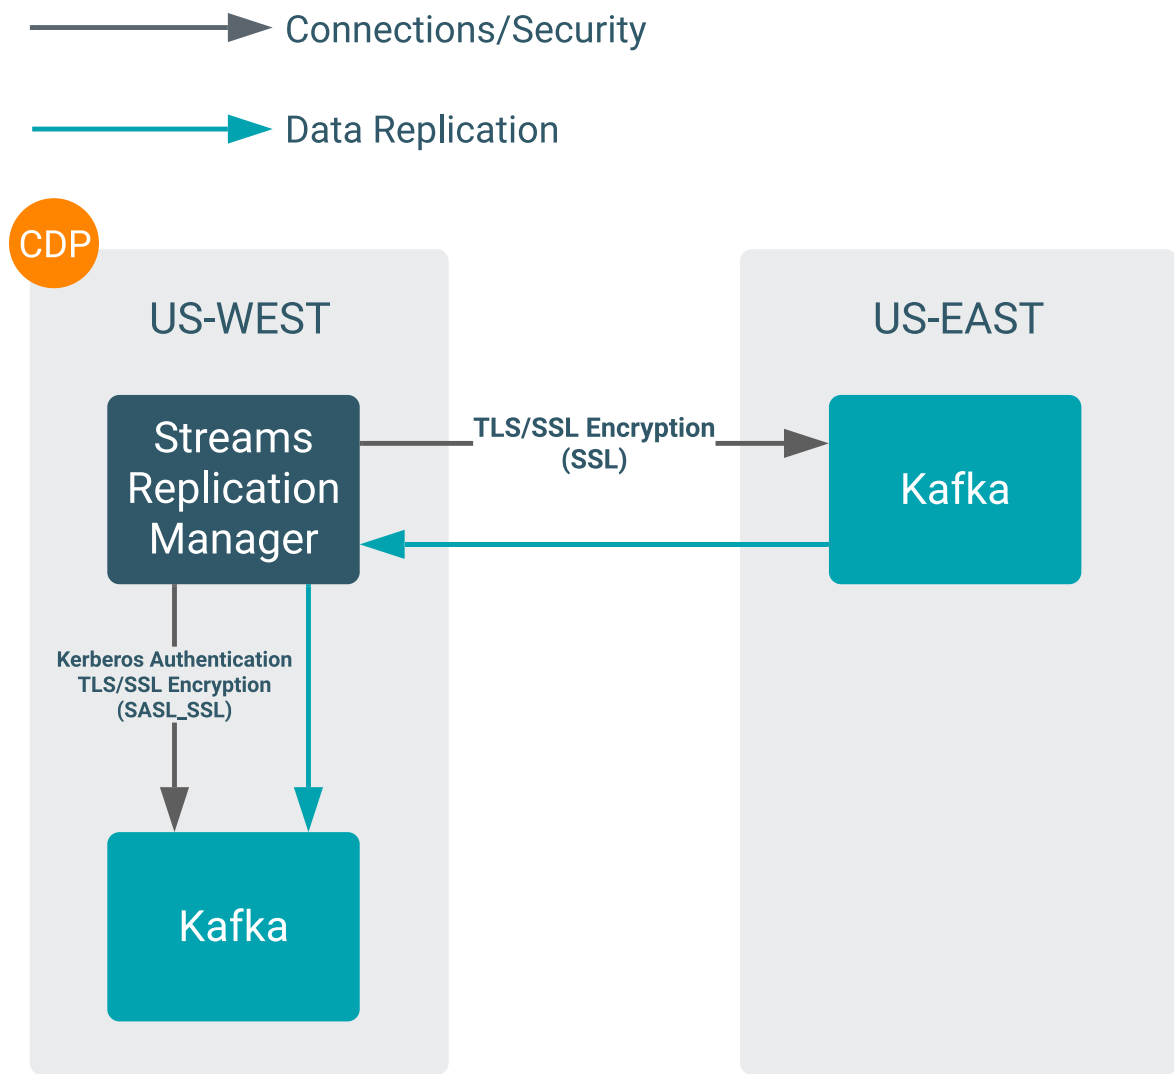 Connections/Security
Data Replication
CDP
US-WEST
US-EAST
Streams
Replication
Manager
TLS/SSL Encryption
(SSL)
Kafka
Kerberos Authentication
TLS/SSL Encryption
(SASL_SSL)
Kafka